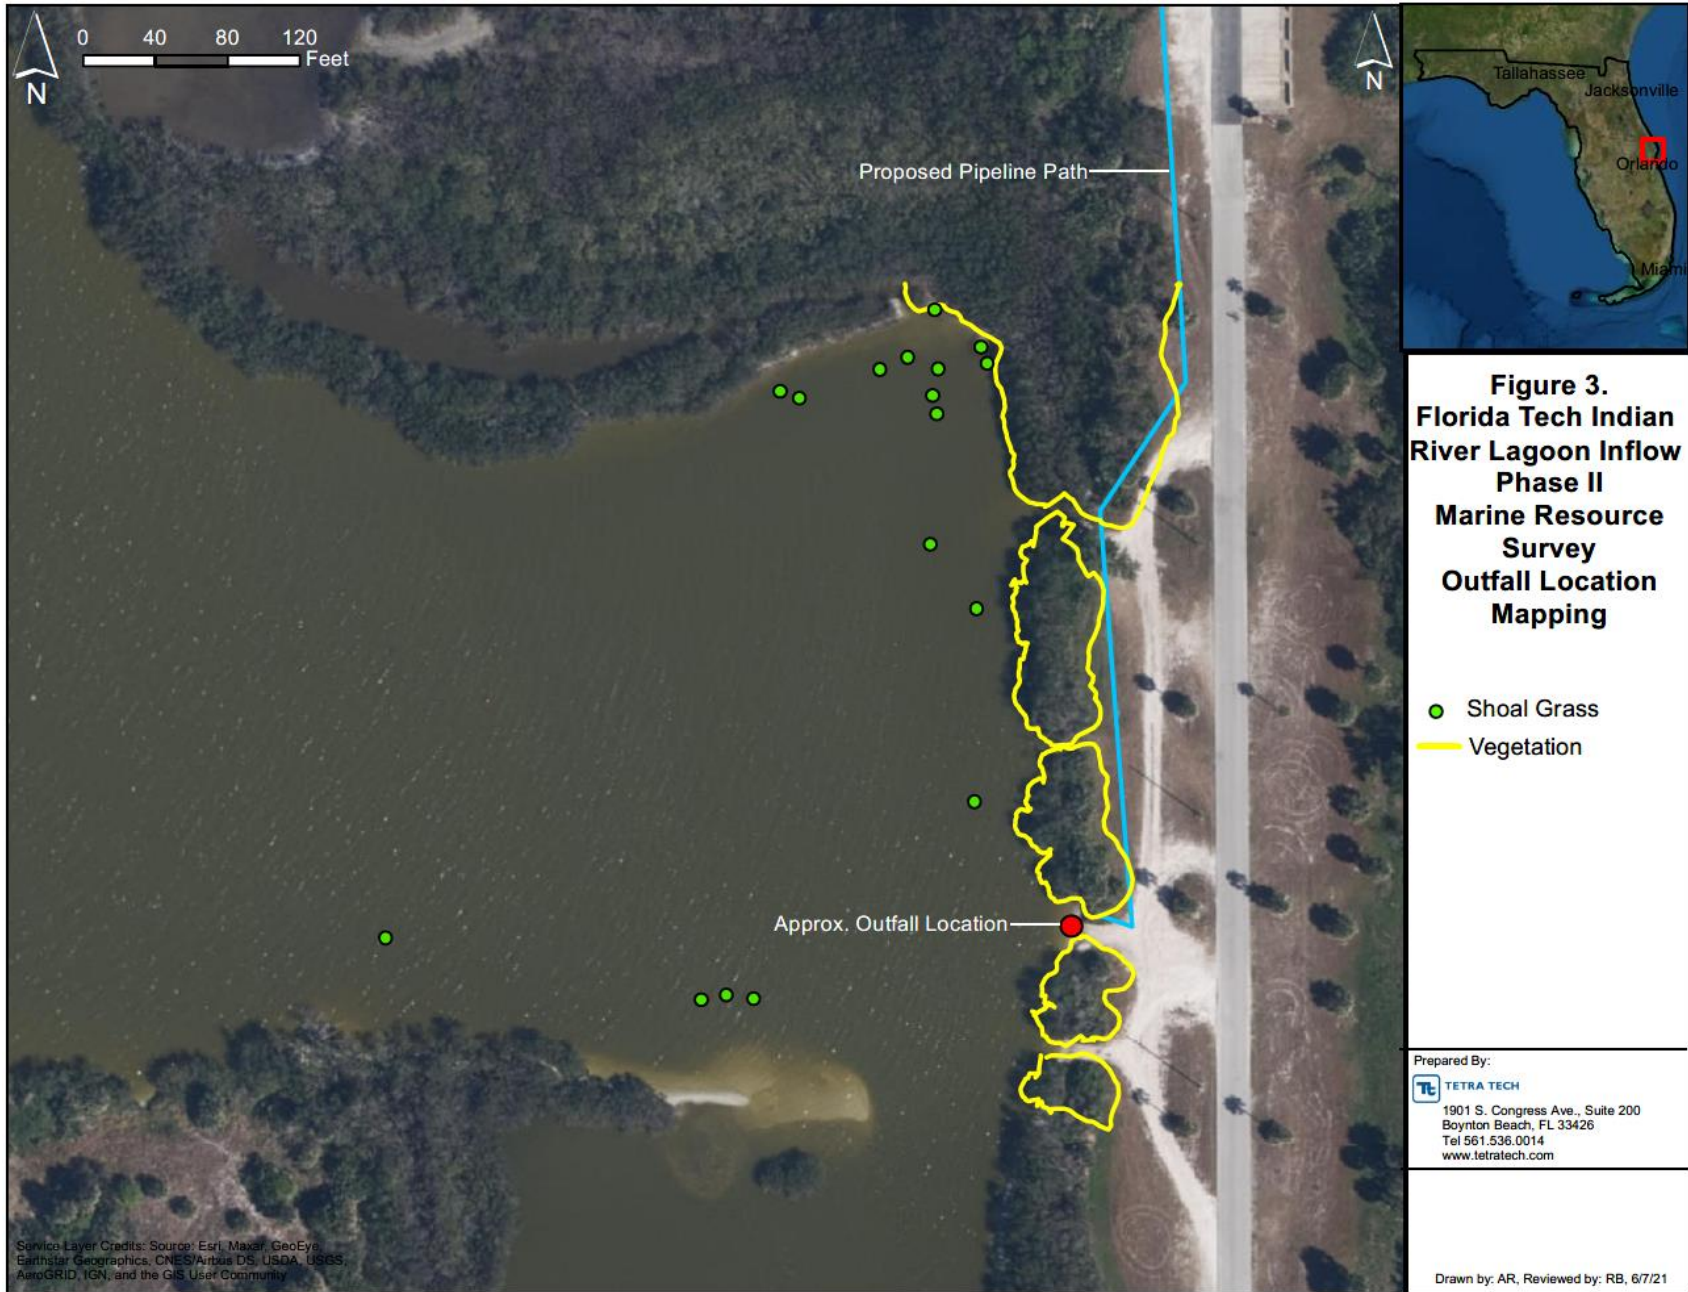 0 40 80 120
Feet
N
N
Proposed Pipeline Path
Approx. Outfall Location
Service Layer Credits: Source: Esri, Maxar, GeoEye,
Earthstar Geographics, CNES/Airbus DS, USDA, USGS,
AeroGRID, IGN, and the GIS User Community
Tallahassee
Jacksonville
Orlando
Miami
Figure 3.
Florida Tech Indian
River Lagoon Inflow
Phase II
Marine Resource
Survey
Outfall Location
Mapping
Shoal Grass
Vegetation
Prepared By:
Tt TETRA TECH
1901 S. Congress Ave., Suite 200
Boynton Beach, FL 33426
Tel 561.536.0014
www.tetratech.com
Drawn by: AR, Reviewed by: RB, 6/7/21